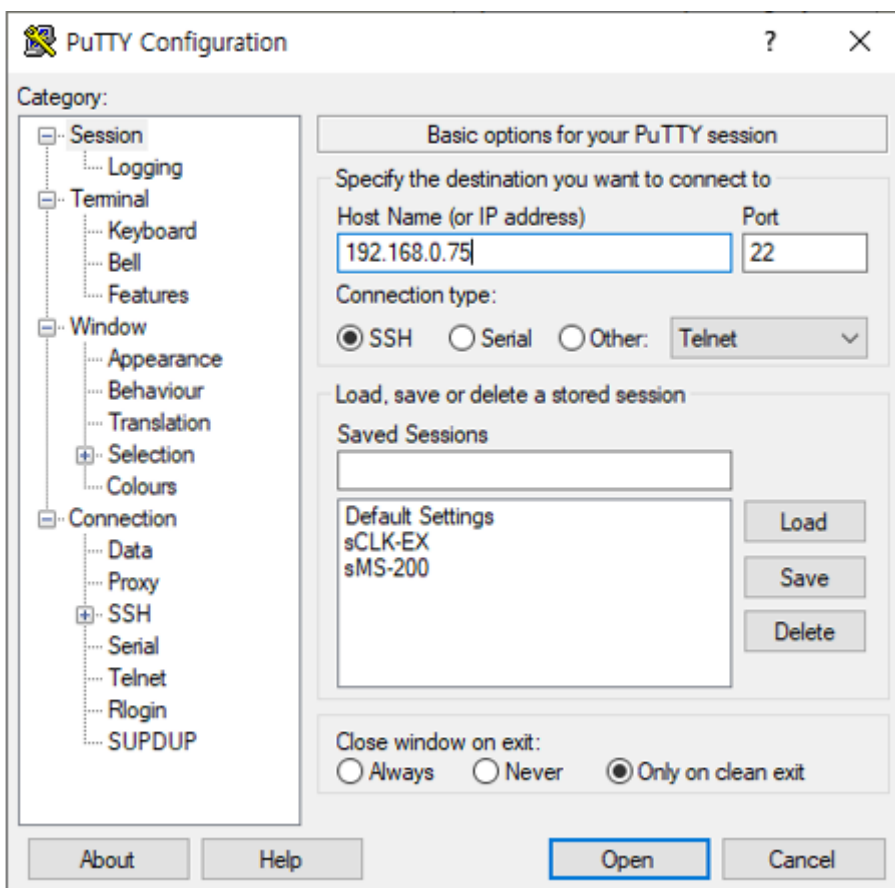 PuTTY Configuration
?
Category:
Session
Logging
Terminal
Keyboard
Bell
Features
Window
Appearance
Behaviour
Translation
Selection
Colours
Connection
Data
Proxy
SSH
Serial
Telnet
Rlogin
SUPDUP
Basic options for your PuTTY session
Specify the destination you want to connect to
Host Name (or IP address) Port
192.168.0.75 22
Connection type:
SSH Serial Other: Telnet
Load, save or delete a stored session
Saved Sessions
Default Settings
sCLK-EX
sMS-200
Load
Save
Delete
Close window on exit:
Always Never Only on clean exit
About Help Open Cancel